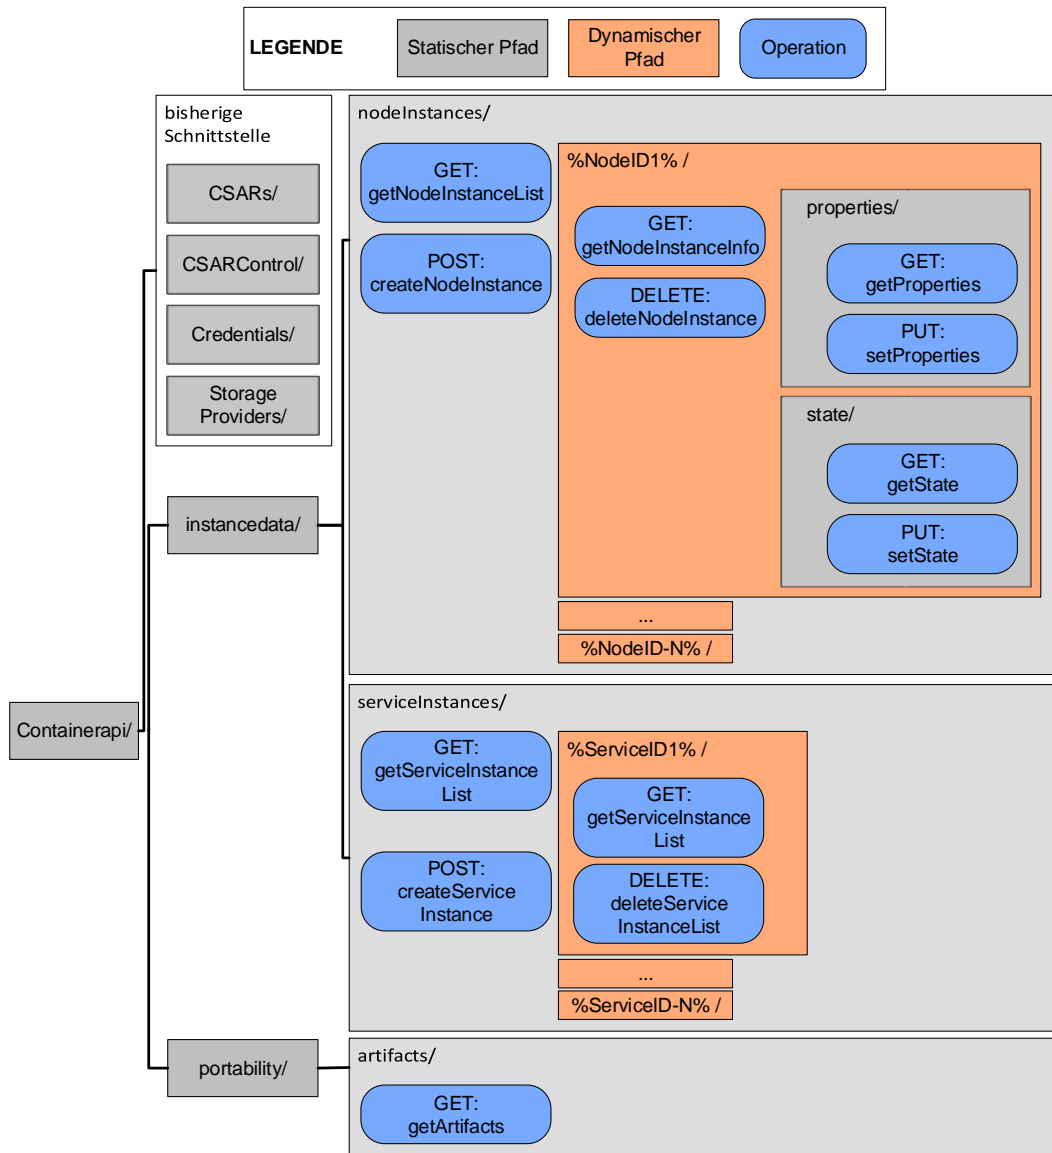 LEGENDE
Statischer Pfad
Dynamischer
Pfad
Operation
bisherige
Schnittstelle
CSARs/
CSARControl/
Credentials/
Storage
Providers/
instancedata/
Containerapi/
portability/
nodeInstances/
GET:
getNodeInstanceList
POST:
createNodeInstance
%NodeID1% /
GET:
getNodeInstanceInfo
DELETE:
deleteNodeInstance
properties/
GET:
getProperties
PUT:
setProperties
state/
GET:
getState
PUT:
setState
...
%NodeID-N% /
serviceInstances/
GET:
getServiceInstance
List
POST:
createService
Instance
%ServiceID1% /
GET:
getServiceInstance
List
DELETE:
deleteService
InstanceList
...
%ServiceID-N% /
artifacts/
GET:
getArtifacts